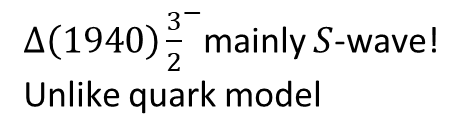 Δ(1940) 3/2⁻ mainly S-wave!
Unlike quark model